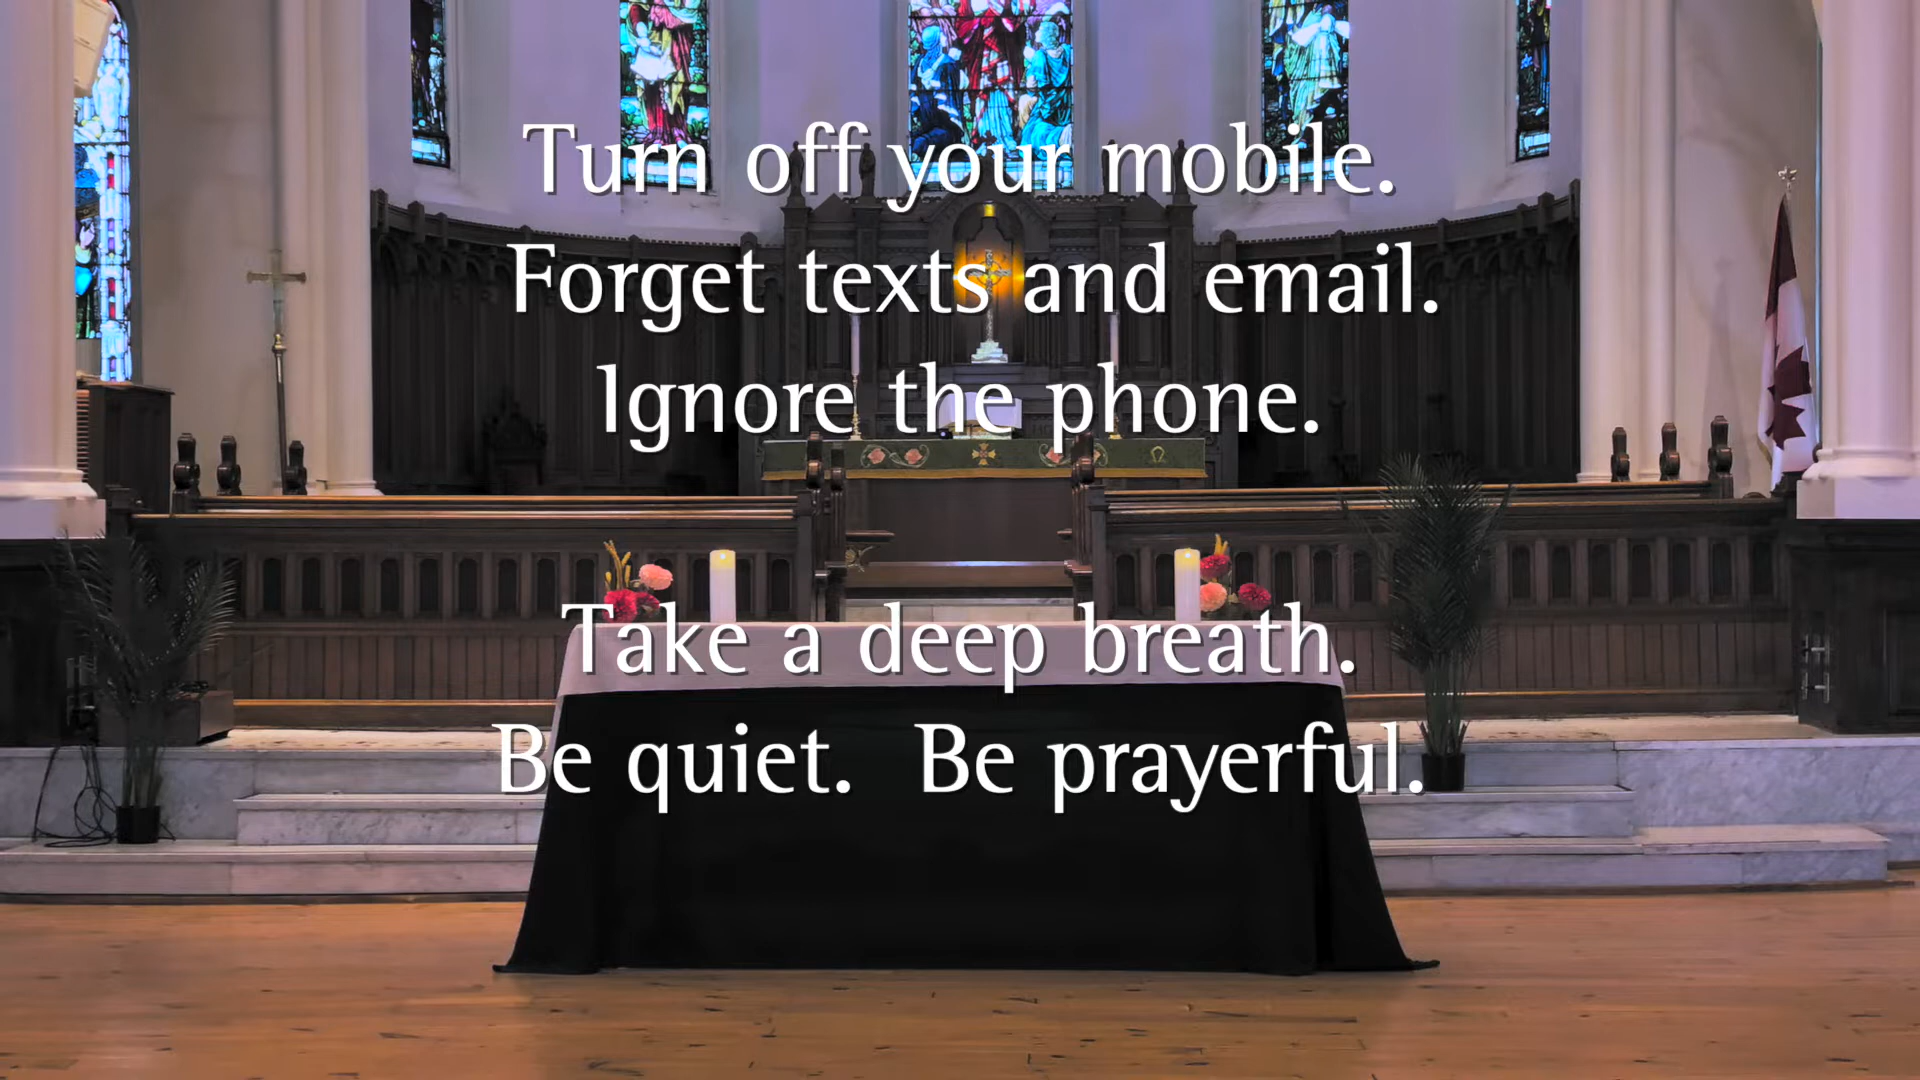 Turn off your mobile.
Forget texts and email.
Ignore the phone.
Take a deep breath.
Be quiet.  Be prayerful.